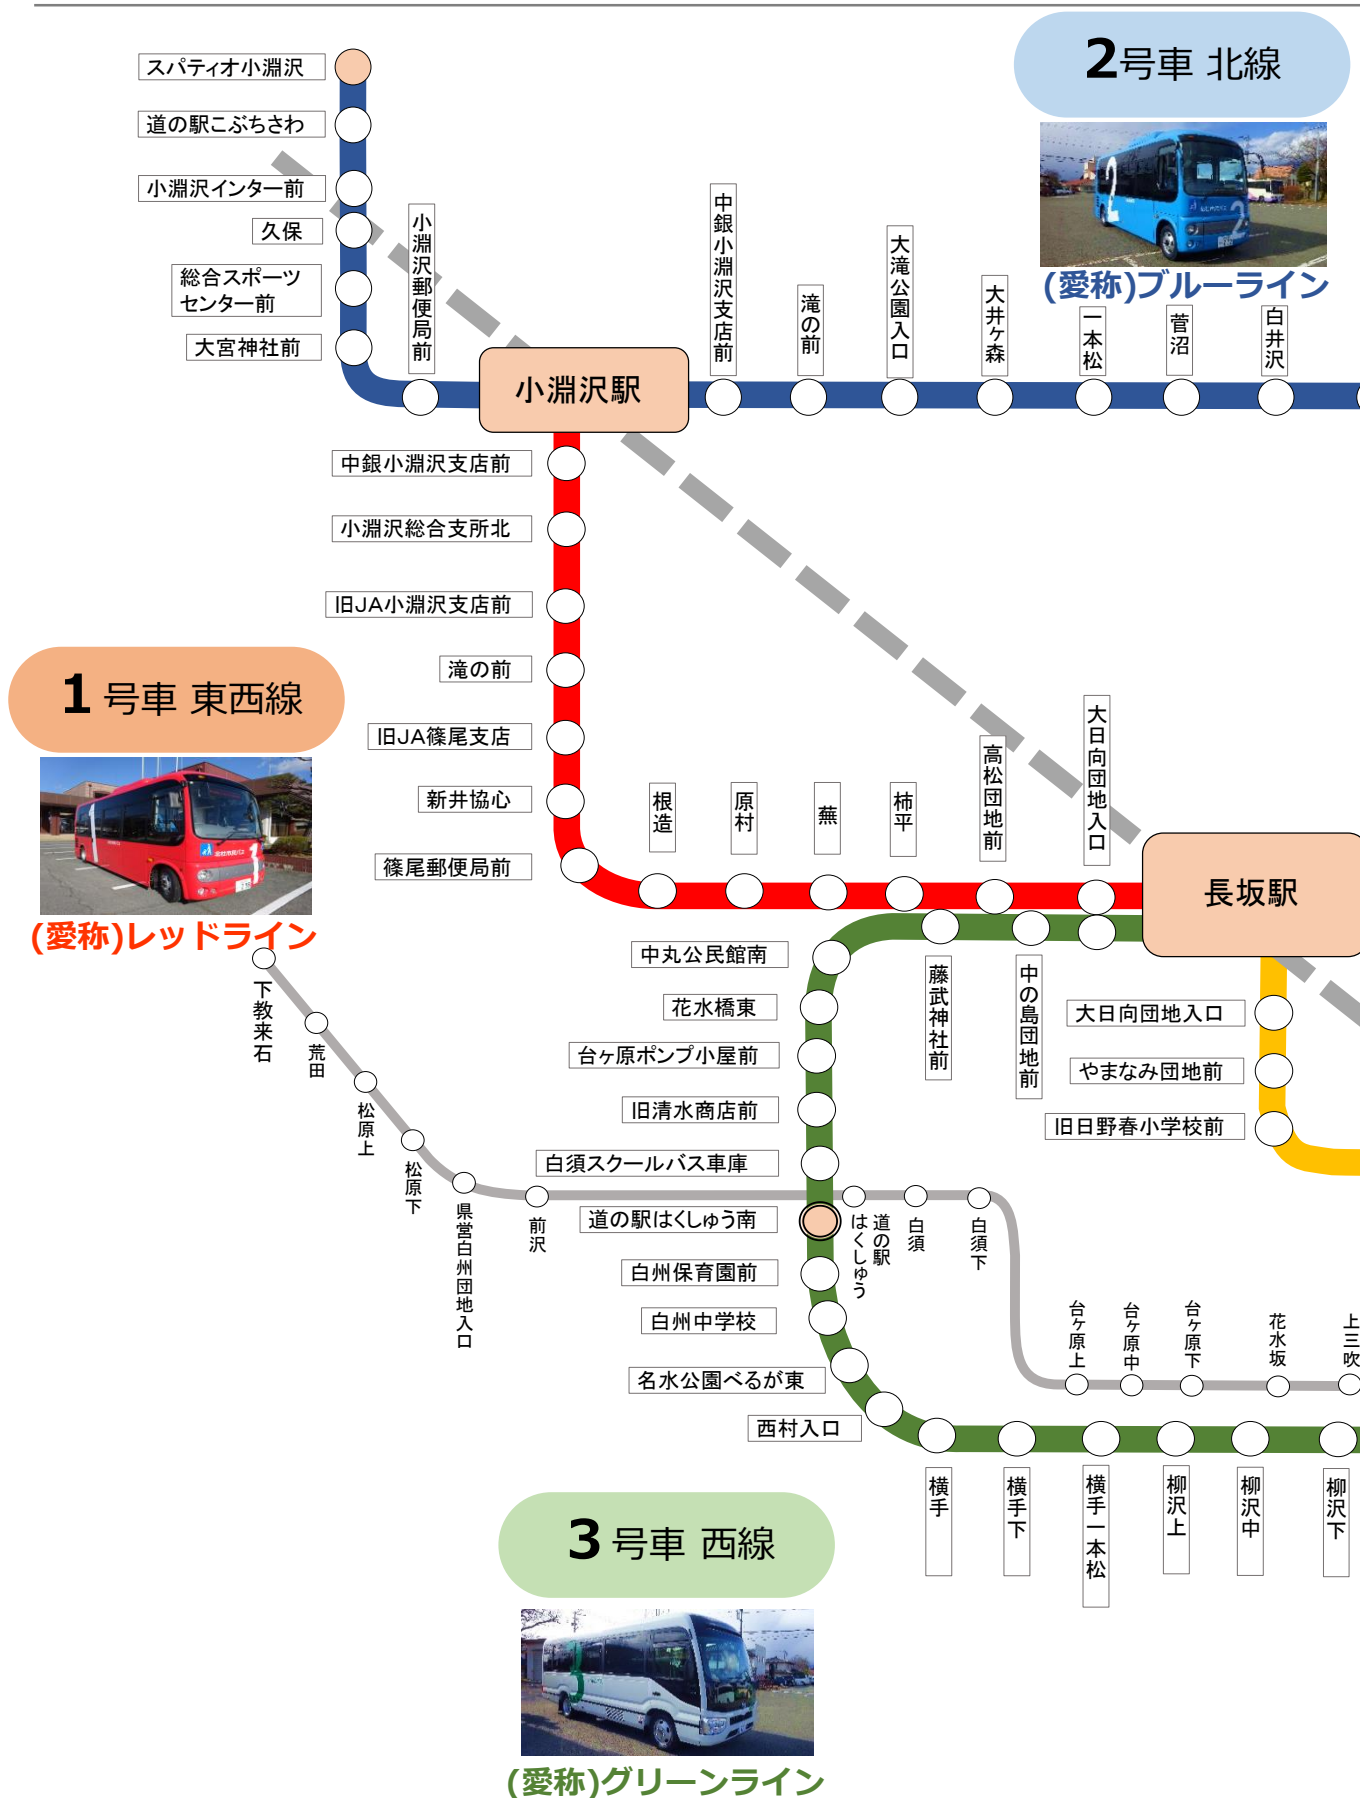 2号車 北線
(愛称)ブルーライン
スパティオ小淵沢
道の駅こぶちさわ
小淵沢インター前
久保
総合スポーツ
センター前
大宮神社前
小淵沢郵便局前
小淵沢駅
中銀小淵沢支店前
滝の前
大滝公園入口
大井ヶ森
一本松
菅沼
白井沢
中銀小淵沢支店前
小淵沢総合支所北
旧JA小淵沢支店前
滝の前
旧JA篠尾支店
新井協心
篠尾郵便局前
1号車 東西線
(愛称)レッドライン
根造
原村
蕪
柿平
高松団地前
大日向団地入口
長坂駅
中丸公民館南
花水橋東
台ヶ原ポンプ小屋前
旧清水商店前
白須スクールバス車庫
道の駅はくしゅう南
白州保育園前
白州中学校
名水公園べるが東
西村入口
藤武神社前
中の島団地前
大日向団地入口
やまなみ団地前
旧日野春小学校前
下教来石
荒田
松原上
松原下
県営白州団地入口
前沢
道の駅
はくしゅう
白須
白須下
台ヶ原上
台ヶ原中
台ヶ原下
花水坂
上三吹
横手
横手下
横手一本松
柳沢上
柳沢中
柳沢下
3号車 西線
(愛称)グリーンライン